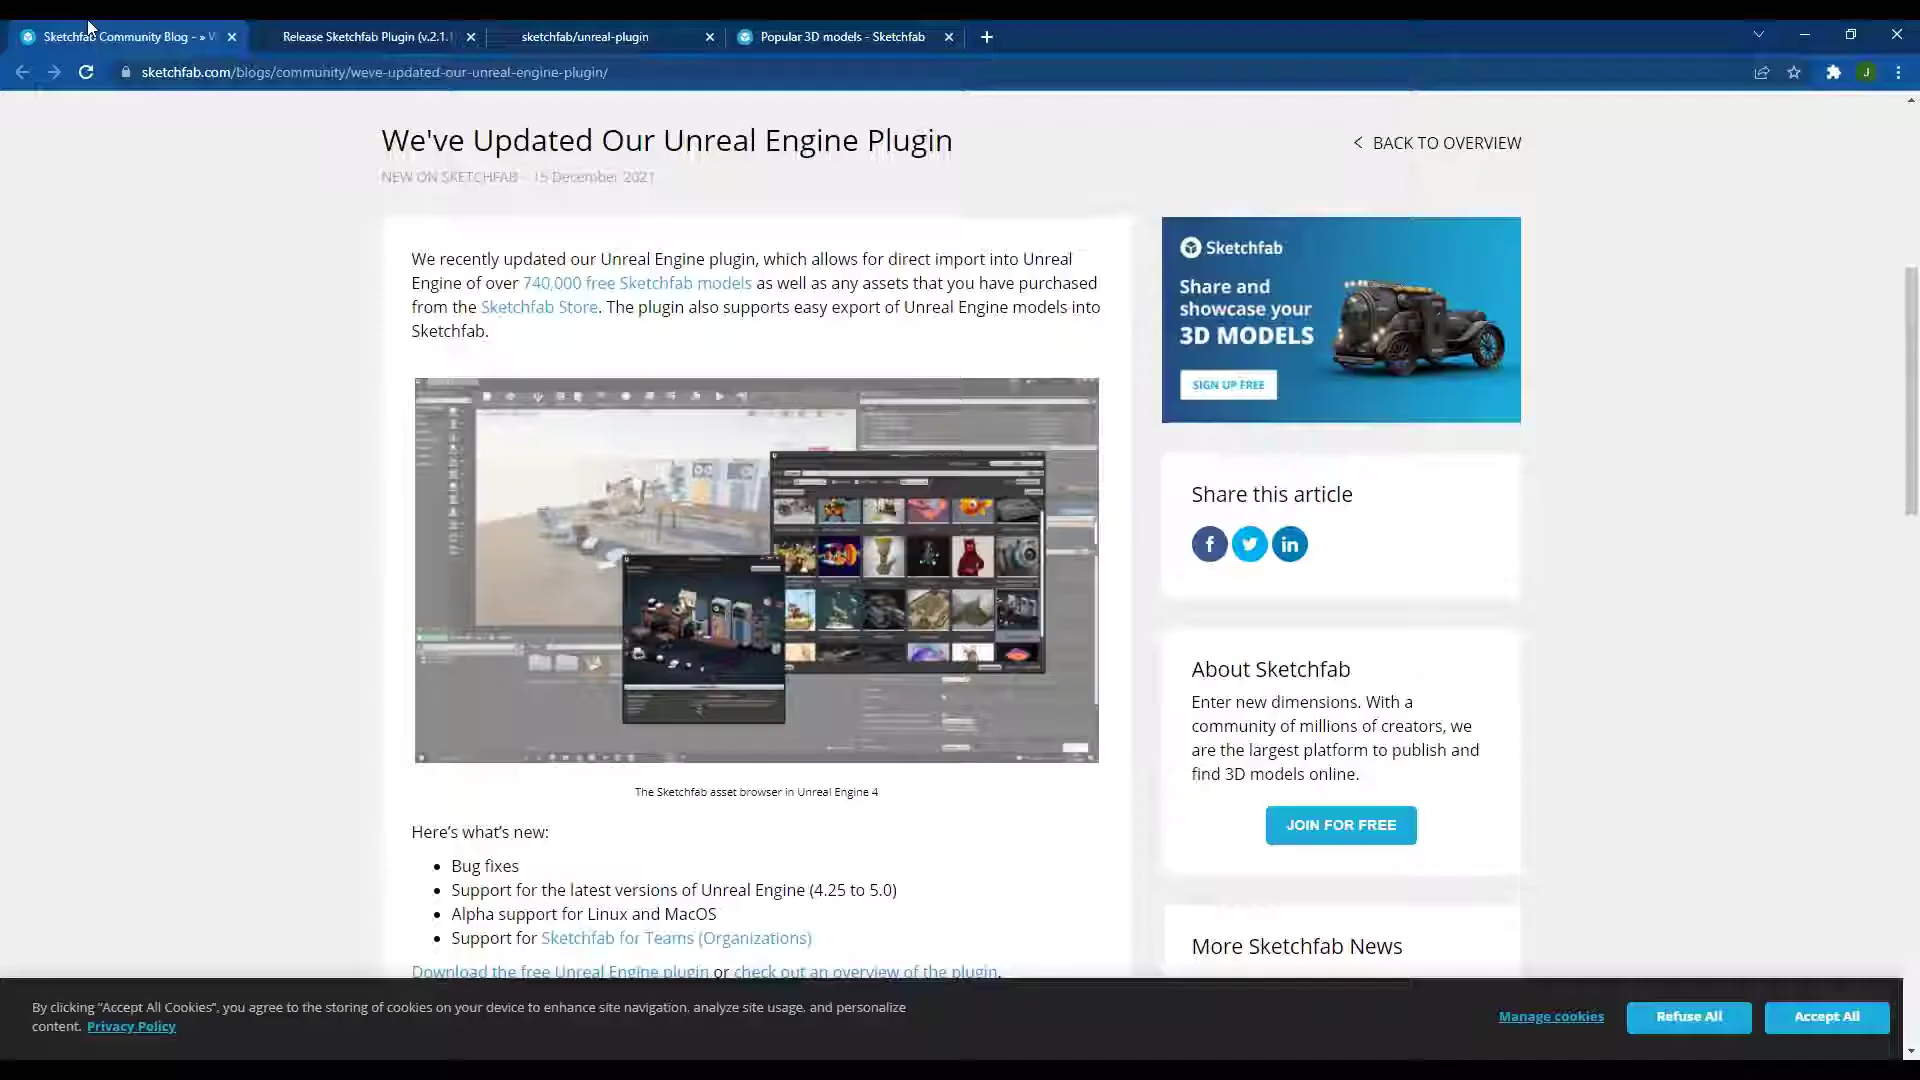 Sketchfab Community Blog - » W
Release Sketchfab Plugin (v.2.1.
sketchfab/unreal-plugin
Popular 3D models - Sketchfab
sketchfab.com/blogs/community/weve-updated-our-unreal-engine-plugin/
J
We've Updated Our Unreal Engine Plugin
< BACK TO OVERVIEW
NEW ON SKETCHFAB - 15 December 2021
We recently updated our Unreal Engine plugin, which allows for direct import into Unreal
Engine of over 740,000 free Sketchfab models as well as any assets that you have purchased
from the Sketchfab Store. The plugin also supports easy export of Unreal Engine models into
Sketchfab.
The Sketchfab asset browser in Unreal Engine 4
Here's what's new:
• Bug fixes
• Support for the latest versions of Unreal Engine (4.25 to 5.0)
• Alpha support for Linux and MacOS
• Support for Sketchfab for Teams (Organizations)
Download the free Unreal Engine plugin or check out an overview of the plugin.
Sketchfab
Share and
showcase your
3D MODELS
SIGN UP FREE
Share this article
About Sketchfab
Enter new dimensions. With a
community of millions of creators, we
are the largest platform to publish and
find 3D models online.
JOIN FOR FREE
More Sketchfab News
By clicking "Accept All Cookies", you agree to the storing of cookies on your device to enhance site navigation, analyze site usage, and personalize
content. Privacy Policy
Manage cookies
Refuse All
Accept All